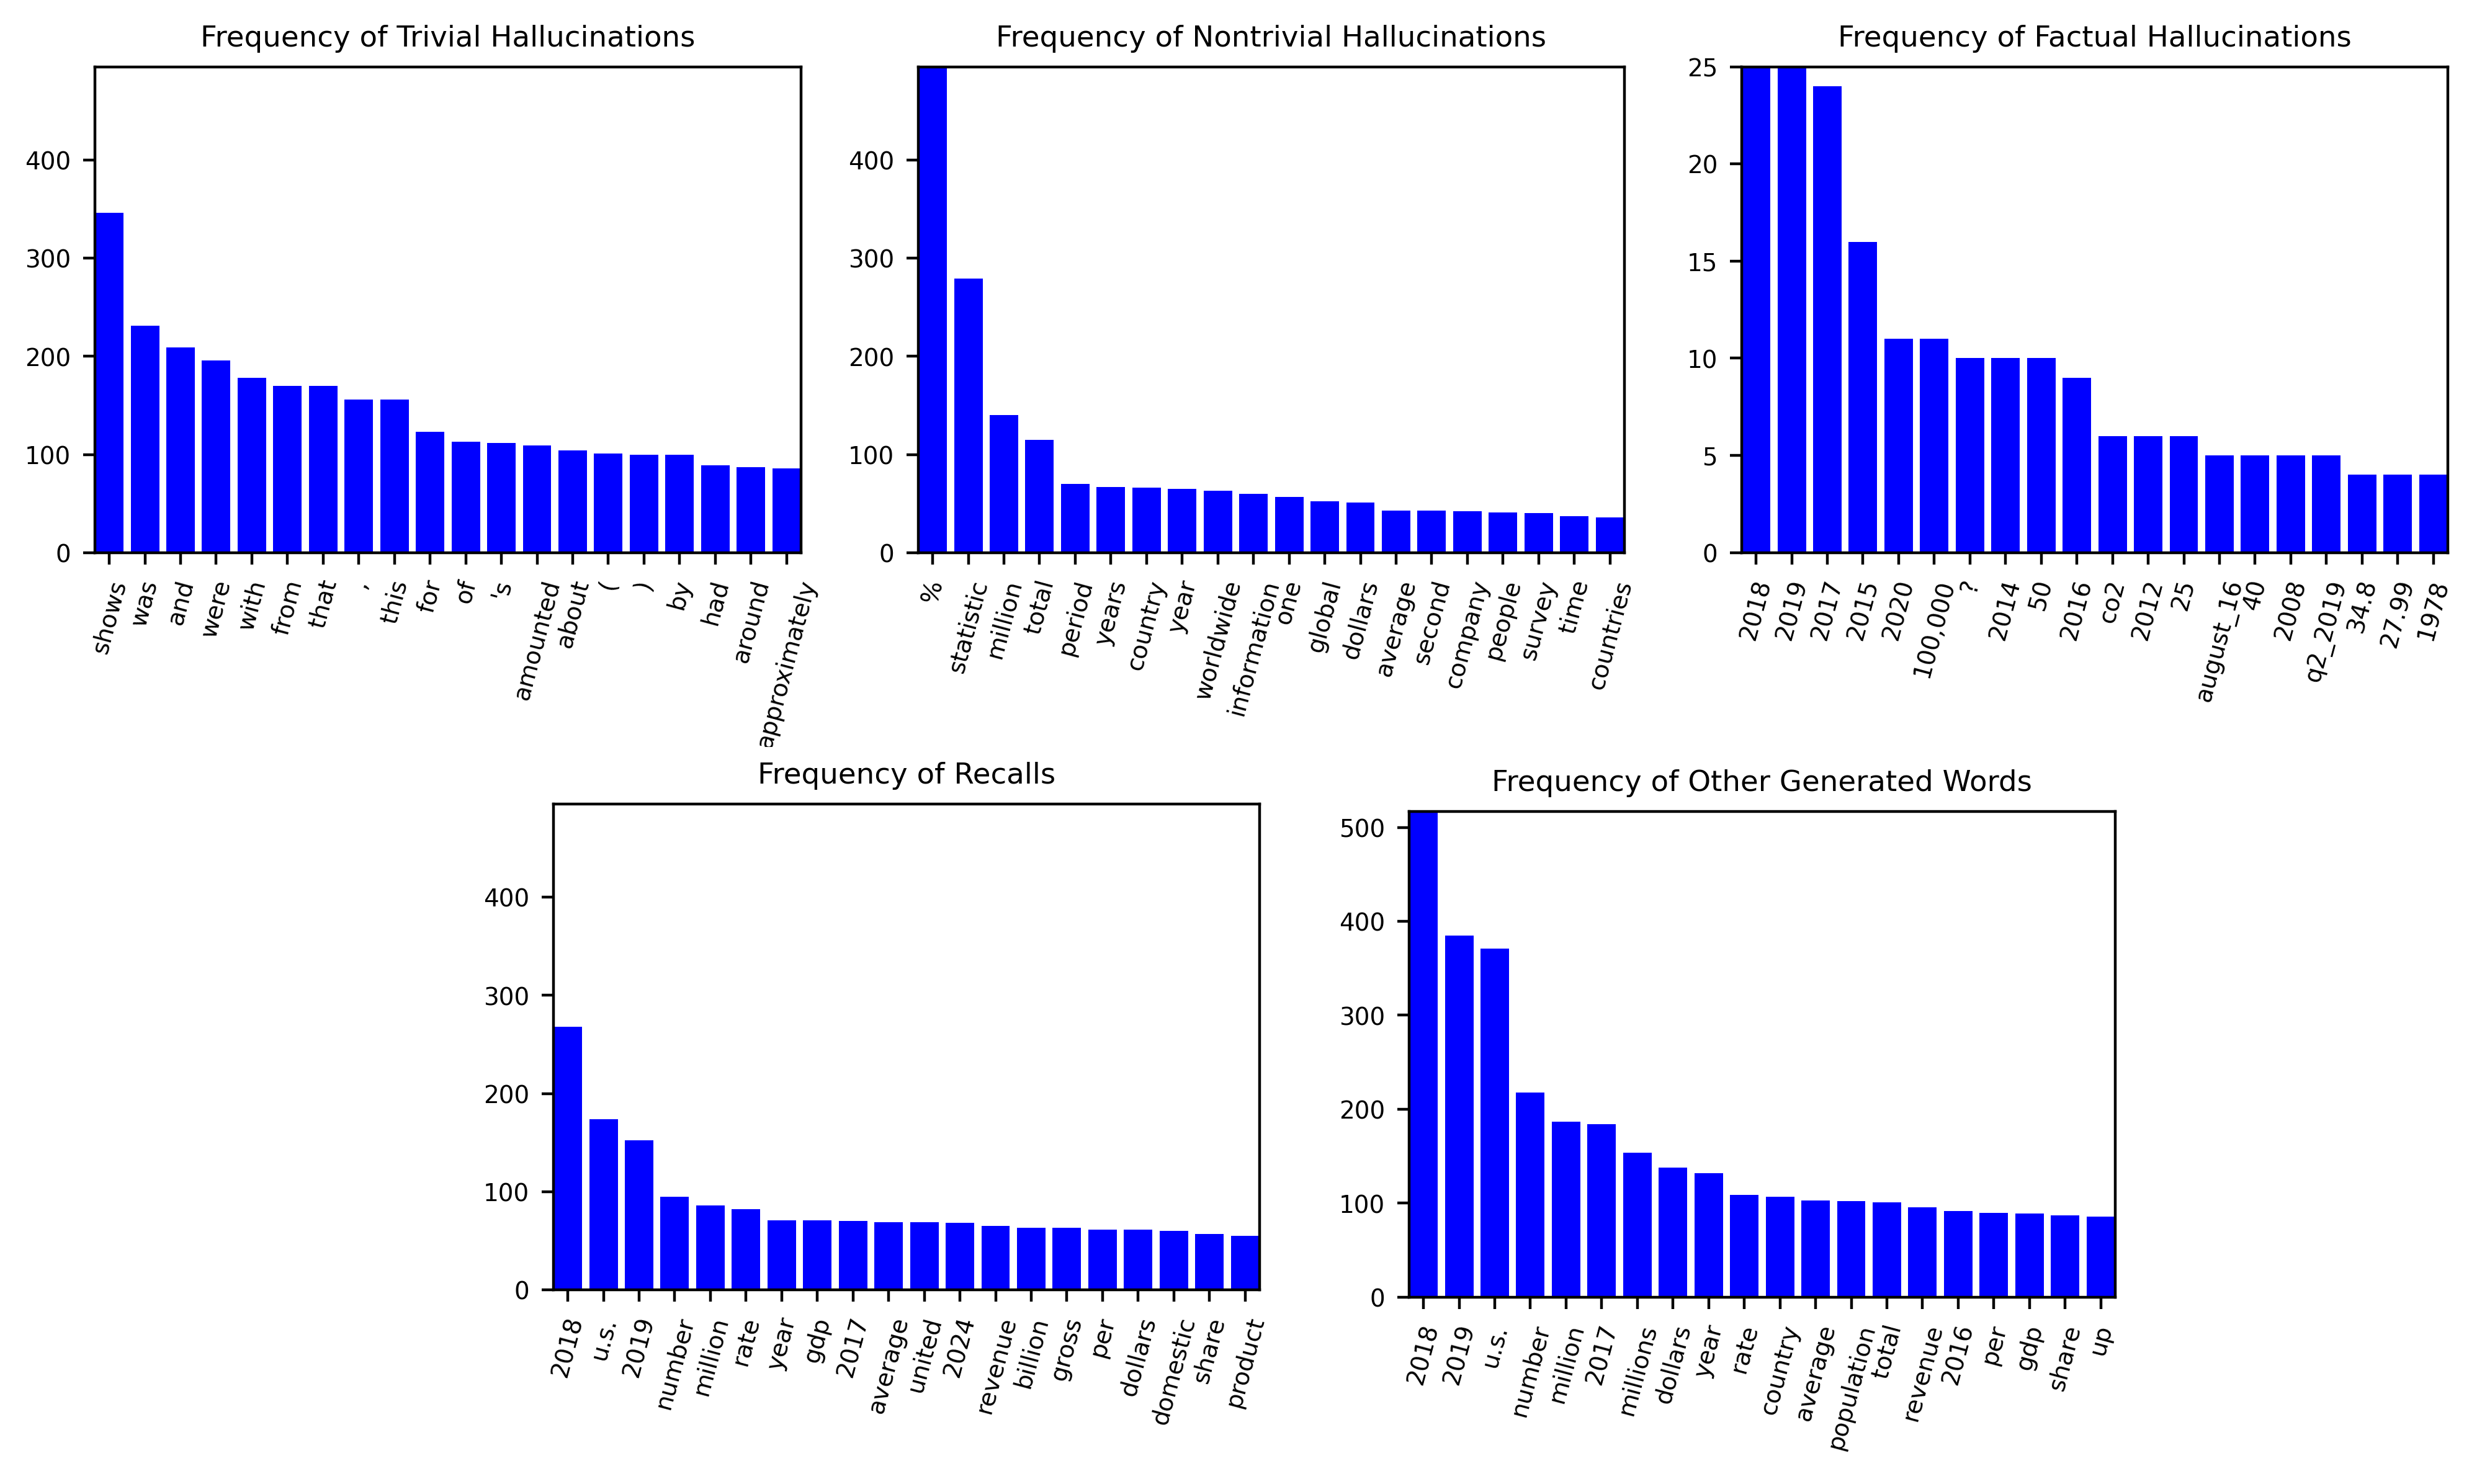 Frequency of Trivial Hallucinations
400
300
200
100
0
shows
was
and
were
with
from
that
,
this
for
of
's
amounted
about
(
)
by
had
around
approximately
Frequency of Nontrivial Hallucinations
400
300
200
100
0
%
statistic
million
total
period
years
country
year
worldwide
information
one
global
dollars
average
second
company
people
survey
time
countries
Frequency of Factual Hallucinations
25
20
15
10
5
0
2018
2019
2017
2015
2020
100,000
?
2014
50
2016
co2
2012
25
august_16
40
2008
q2_2019
34.8
27.99
1978
Frequency of Recalls
400
300
200
100
0
2018
u.s.
2019
number
million
rate
year
gdp
2017
average
united
2024
revenue
billion
gross
per
dollars
domestic
share
product
Frequency of Other Generated Words
500
400
300
200
100
0
2018
2019
u.s.
number
million
2017
millions
dollars
year
rate
country
average
population
total
revenue
2016
per
gdp
share
up